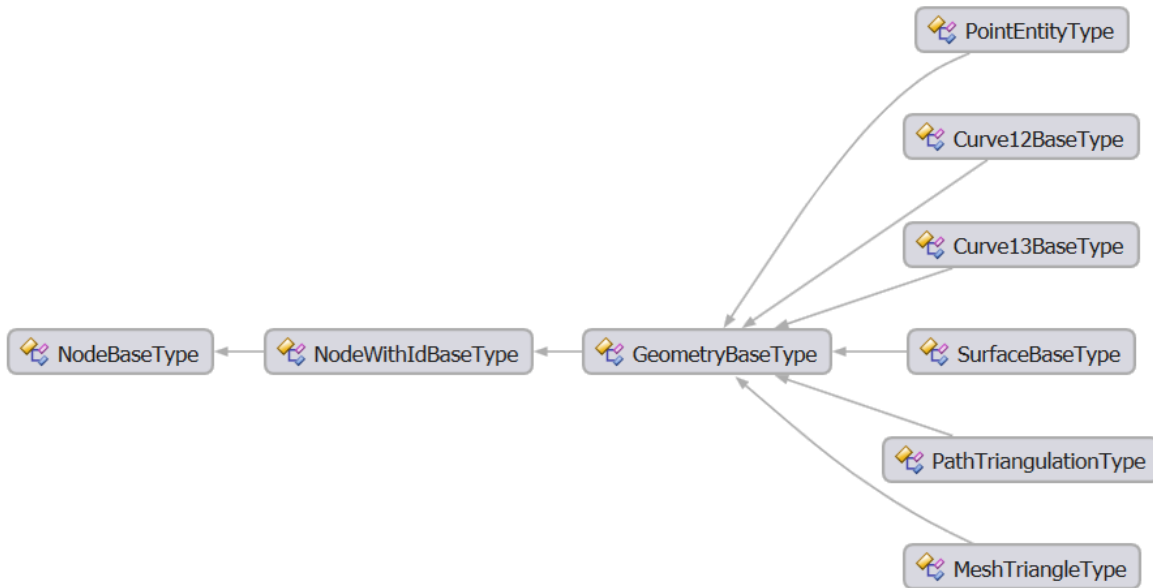 PointEntityType
Curve12BaseType
Curve13BaseType
NodeBaseType
NodeWithIdBaseType
GeometryBaseType
SurfaceBaseType
PathTriangulationType
MeshTriangleType